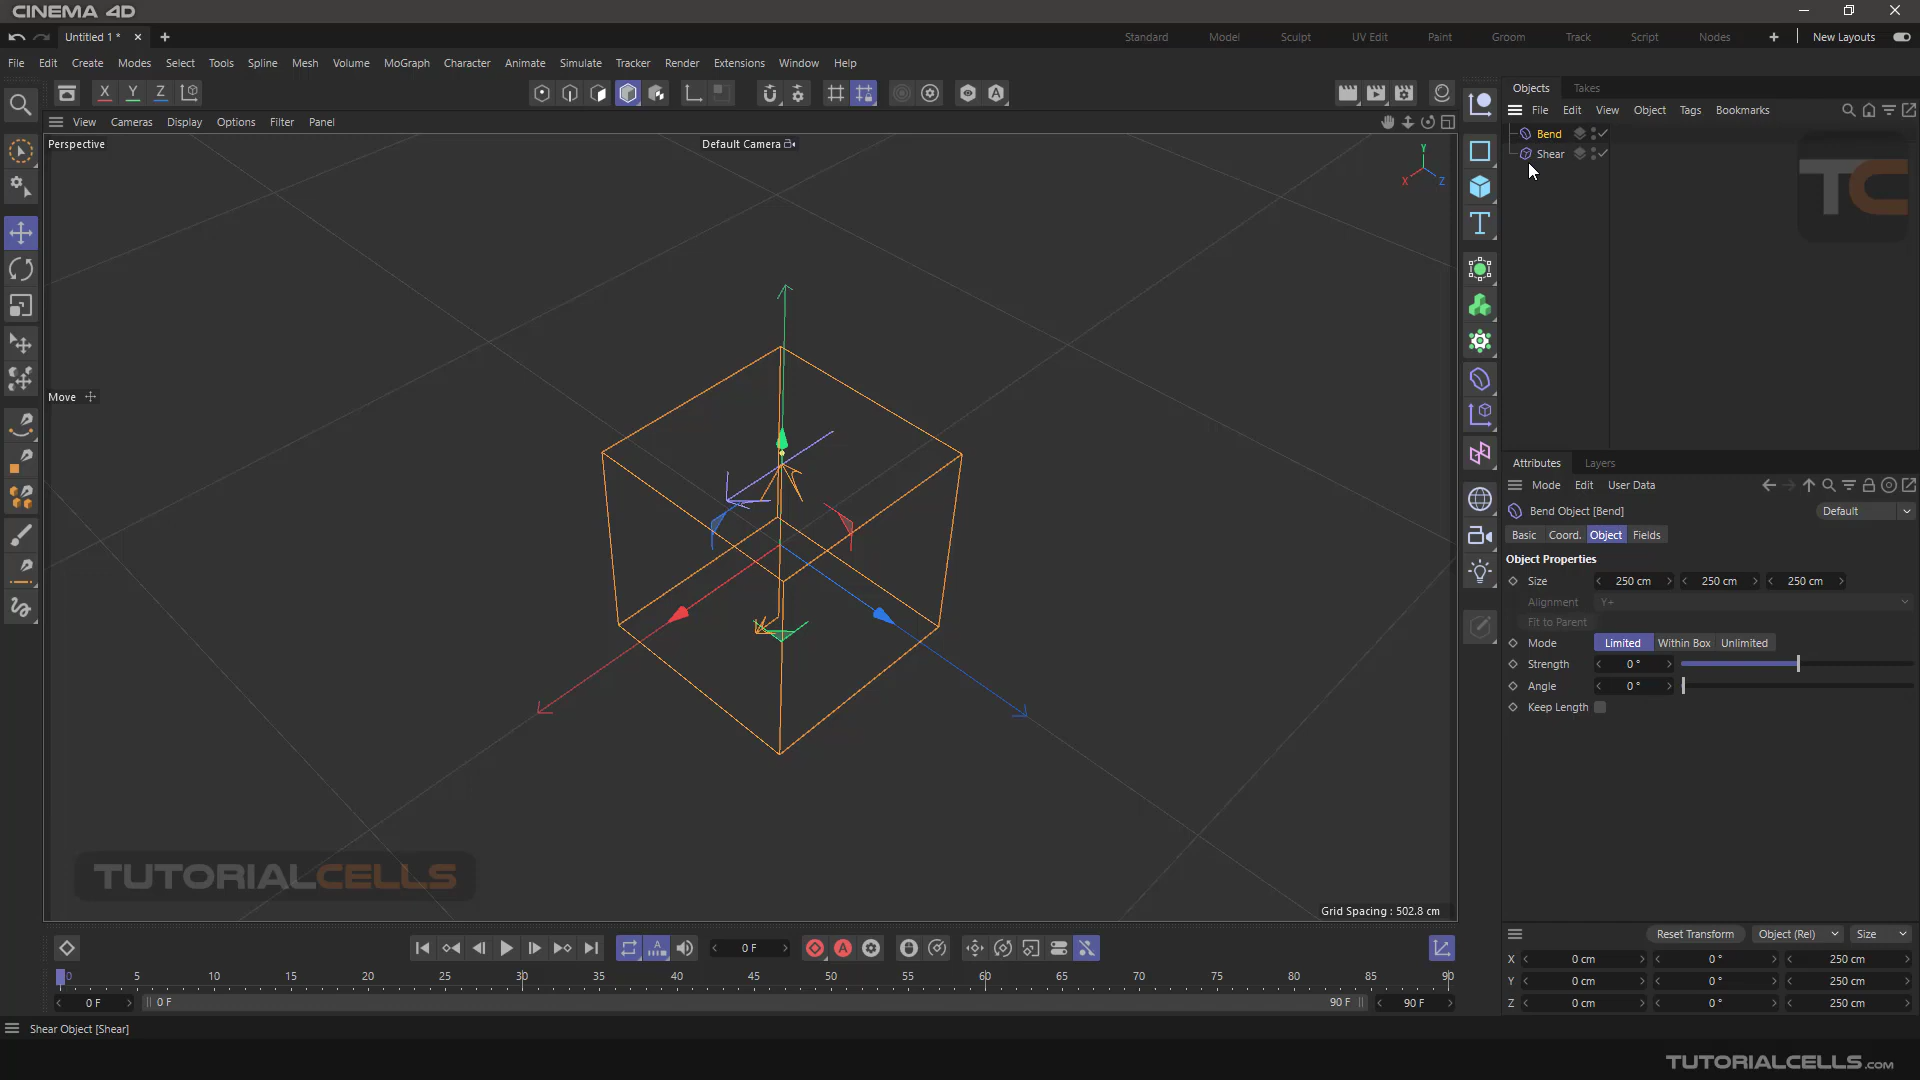 CINEMA 4D
Untitled 1 *
Standard Model Sculpt UV Edit Paint Groom Track Script Nodes New Layouts
File Edit Create Modes Select Tools Spline Mesh Volume MoGraph Character Animate Simulate Tracker Render Extensions Window Help
X Y Z
Objects Takes
File Edit View Object Tags Bookmarks
View Cameras Display Options Filter Panel
Perspective
Default Camera
Y
X
Z
Bend
Shear
TC
Move
Attributes Layers
Mode Edit User Data
Bend Object [Bend]
Default
Basic Coord. Object Fields
Object Properties
Size 250 cm 250 cm 250 cm
Alignment Y+
Fit to Parent
Mode Limited Within Box Unlimited
Strength 0 °
Angle 0 °
Keep Length
TUTORIALCELLS
Grid Spacing : 502.8 cm
0 F
0 5 10 15 20 25 30 35 40 45 50 55 60 65 70 75 80 85 90
0 F 0 F 90 F 90 F
Reset Transform Object (Rel) Size
X 0 cm 0 ° 250 cm
Y 0 cm 0 ° 250 cm
Z 0 cm 0 ° 250 cm
Shear Object [Shear]
TUTORIALCELLS.com